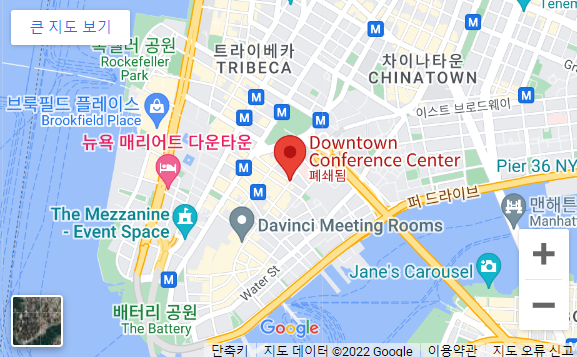 큰 지도 보기
록펠러 공원
Rockefeller
Park
트라이베카
TRIBECA
차이나타운
CHINATOWN
Tenem
브룩필드 플레이스
Brookfield Place
이스트 브로드웨이
뉴욕 매리어트 다운타운
Downtown
Conference Center
폐쇄됨
Pier 36 NY
퍼 드라이브
맨해튼
Manhatt
The Mezzanine
- Event Space
Davinci Meeting Rooms
Water St
Jane's Carousel
배터리 공원
The Battery
Google
단축키
지도 데이터 ©2022 Google
이용약관
지도 오류 신고